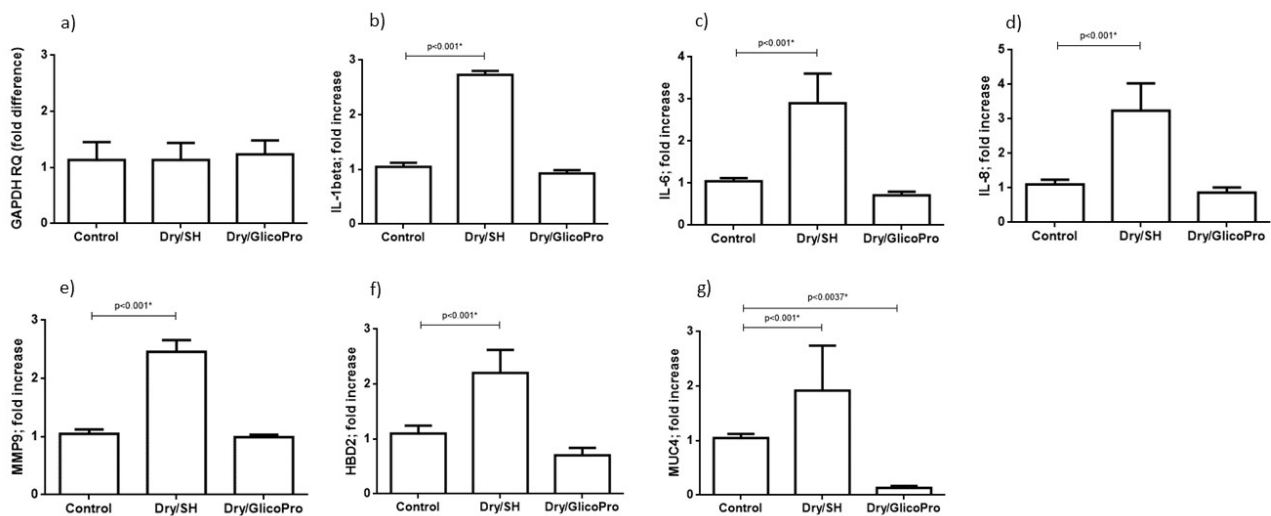 a)
GAPDH RQ (fold difference)
3
2
1
0
Control Dry/SH Dry/GlicoPro
b)
p<0.001*
IL-1beta; fold increase
3
2
1
0
Control Dry/SH Dry/GlicoPro
c)
p<0.001*
IL-6; fold increase
4
3
2
1
0
Control Dry/SH Dry/GlicoPro
d)
p<0.001*
IL-8; fold increase
5
4
3
2
1
0
Control Dry/SH Dry/GlicoPro
e)
p<0.001*
MMP9; fold increase
3
2
1
0
Control Dry/SH Dry/GlicoPro
f)
p<0.001*
HBD2; fold increase
3
2
1
0
Control Dry/SH Dry/GlicoPro
g)
p<0.0037*
p<0.001*
MUC4; fold increase
3
2
1
0
Control Dry/SH Dry/GlicoPro